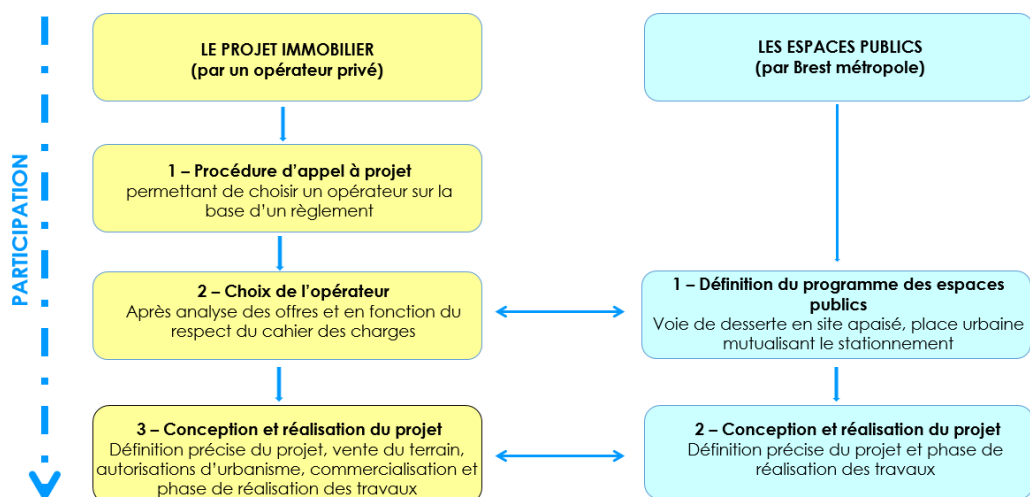 PARTICIPATION
LE PROJET IMMOBILIER
(par un opérateur privé)
1 – Procédure d'appel à projet
permettant de choisir un opérateur sur la
base d'un règlement
2 – Choix de l'opérateur
Après analyse des offres et en fonction du
respect du cahier des charges
3 – Conception et réalisation du projet
Définition précise du projet, vente du terrain,
autorisations d'urbanisme, commercialisation et
phase de réalisation des travaux
LES ESPACES PUBLICS
(par Brest métropole)
1 – Définition du programme des espaces
publics
Voie de desserte en site apaisé, place urbaine
mutualisant le stationnement
2 – Conception et réalisation du projet
Définition précise du projet et phase de
réalisation des travaux